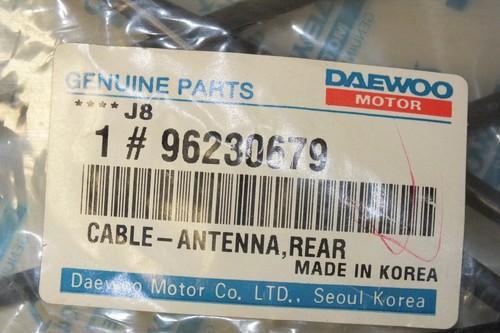 GENUINE PARTS
DAEWOO
MOTOR
****J8
1 # 96230679
CABLE-ANTENNA,REAR
MADE IN KOREA
Daewoo Motor Co. LTD., Seoul Korea